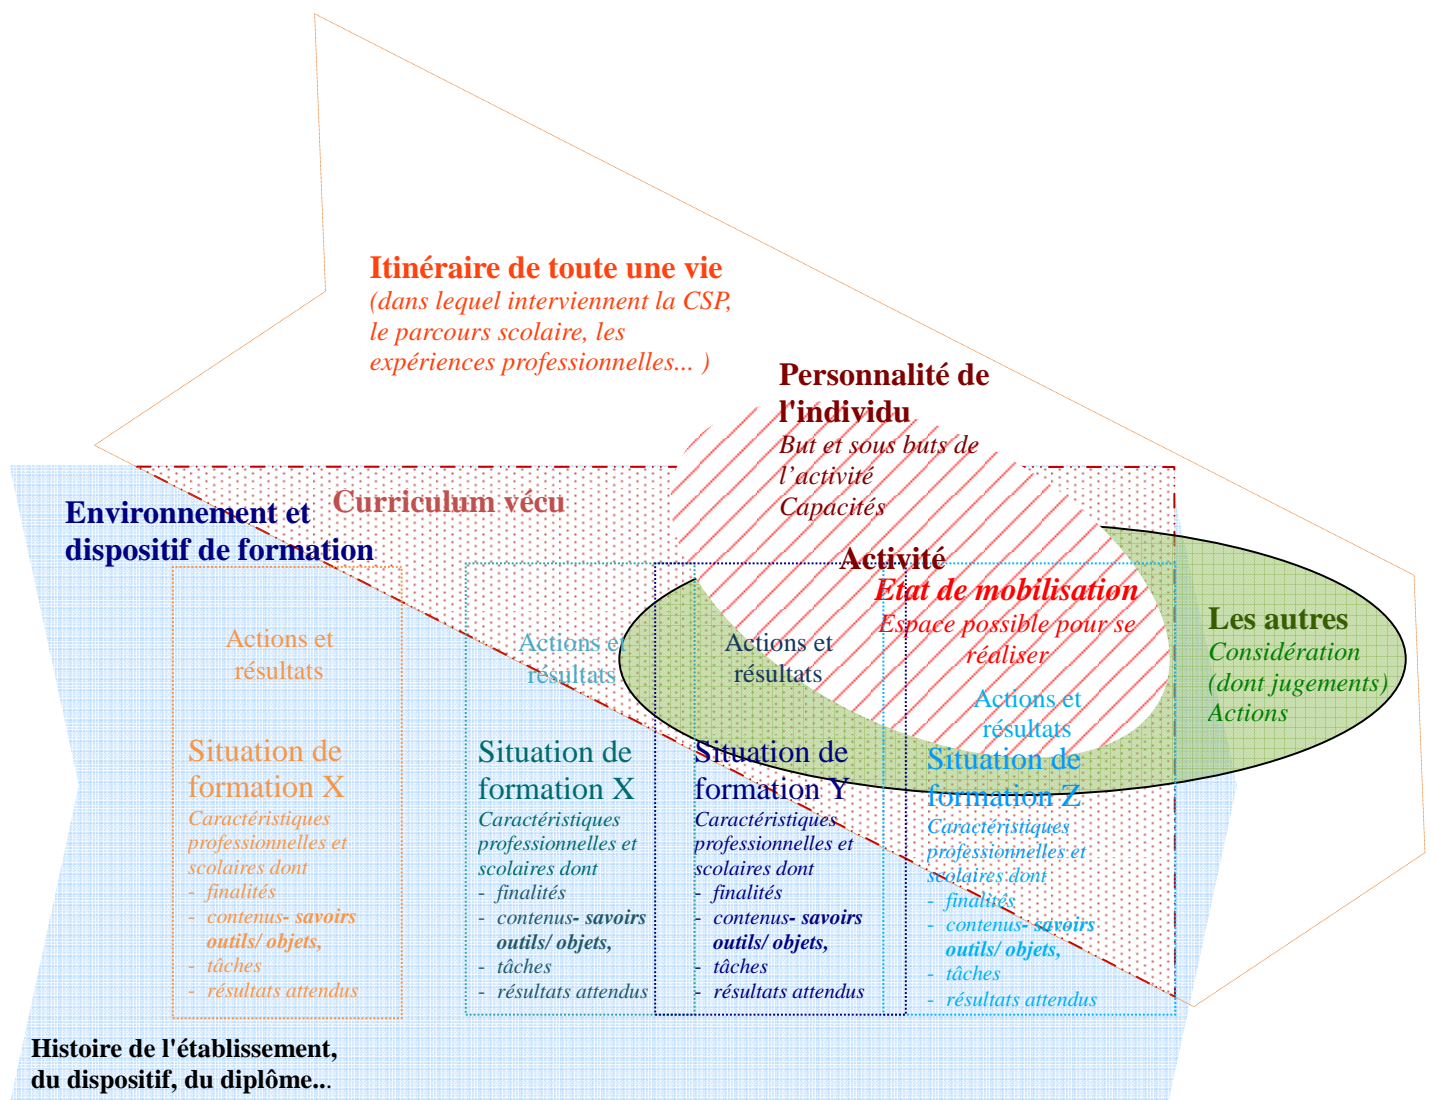 Itinéraire de toute une vie
(dans lequel interviennent la CSP,
le parcours scolaire, les
expériences professionnelles... )
Personnalité de
l'individu
But et sous buts de
l’activité
Capacités
Curriculum vécu
Environnement et
dispositif de formation
Activité
Etat de mobilisation
Espace possible pour se
réaliser
Les autres
Considération
(dont jugements)
Actions
Actions et
résultats
Situation de
formation X
Caractéristiques
professionnelles et
scolaires dont
- finalités
- contenus- savoirs
outils/ objets,
- tâches
- résultats attendus
Actions et
résultats
Situation de
formation X
Caractéristiques
professionnelles et
scolaires dont
- finalités
- contenus- savoirs
outils/ objets,
- tâches
- résultats attendus
Actions et
résultats
Situation de
formation Y
Caractéristiques
professionnelles et
scolaires dont
- finalités
- contenus- savoirs
outils/ objets,
- tâches
- résultats attendus
Actions et
résultats
Situation de
formation Z
Caractéristiques
professionnelles et
scolaires dont
- finalités
- contenus- savoirs
outils/ objets,
- tâches
- résultats attendus
Histoire de l'établissement,
du dispositif, du diplôme...